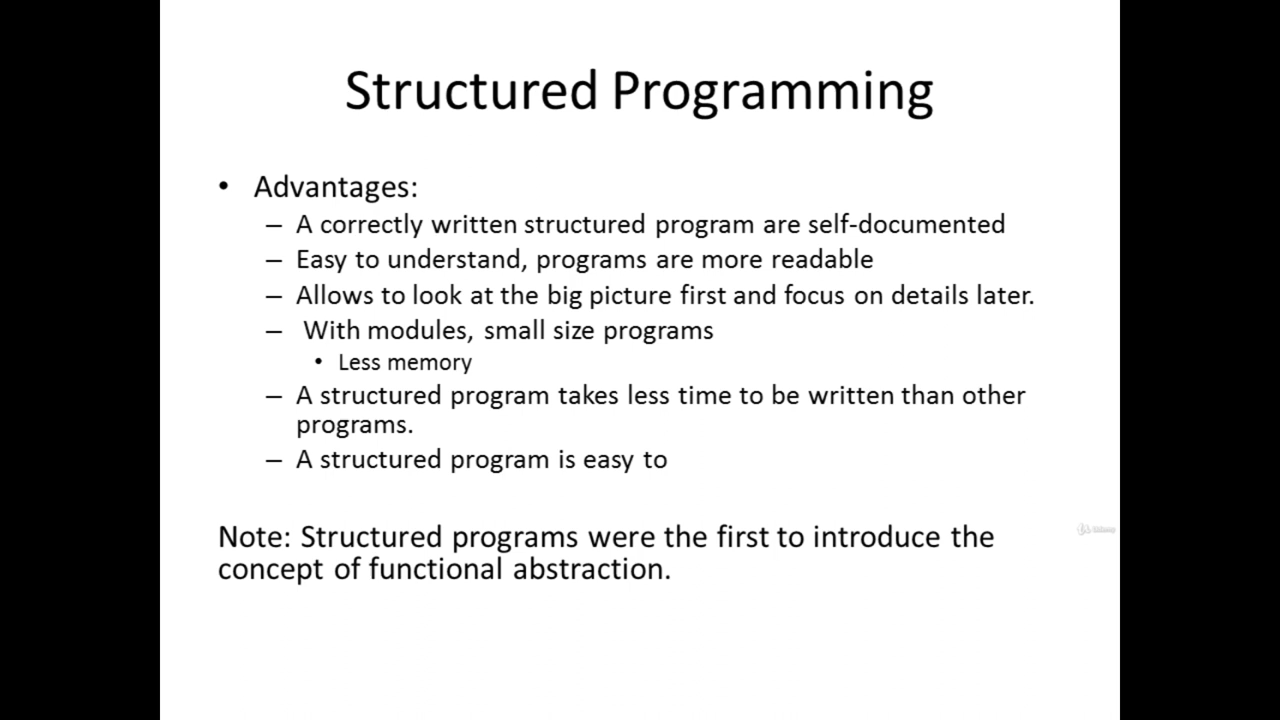 Structured Programming
• Advantages:
– A correctly written structured program are self-documented
– Easy to understand, programs are more readable
– Allows to look at the big picture first and focus on details later.
– With modules, small size programs
• Less memory
– A structured program takes less time to be written than other
programs.
– A structured program is easy to
Note: Structured programs were the first to introduce the
concept of functional abstraction.